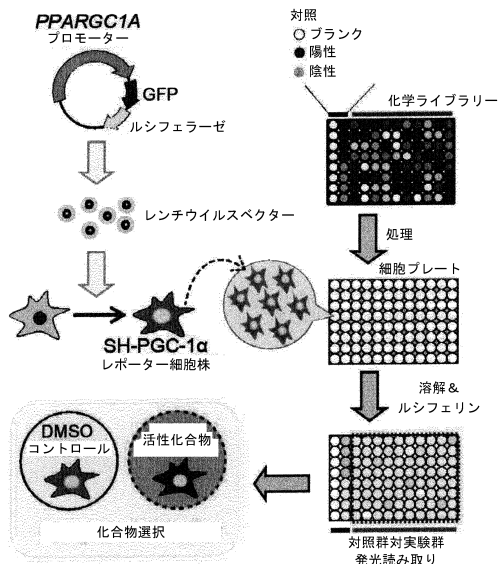 PPARGC1A
プロモーター
GFP
ルシフェラーゼ
レンチウイルスベクター
SH-PGC-1α
レポーター細胞株
対照
ブランク
陽性
陰性
化学ライブラリー
処理
細胞プレート
溶解＆
ルシフェリン
対照群対実験群
発光読み取り
DMSO
コントロール
活性化合物
化合物選択